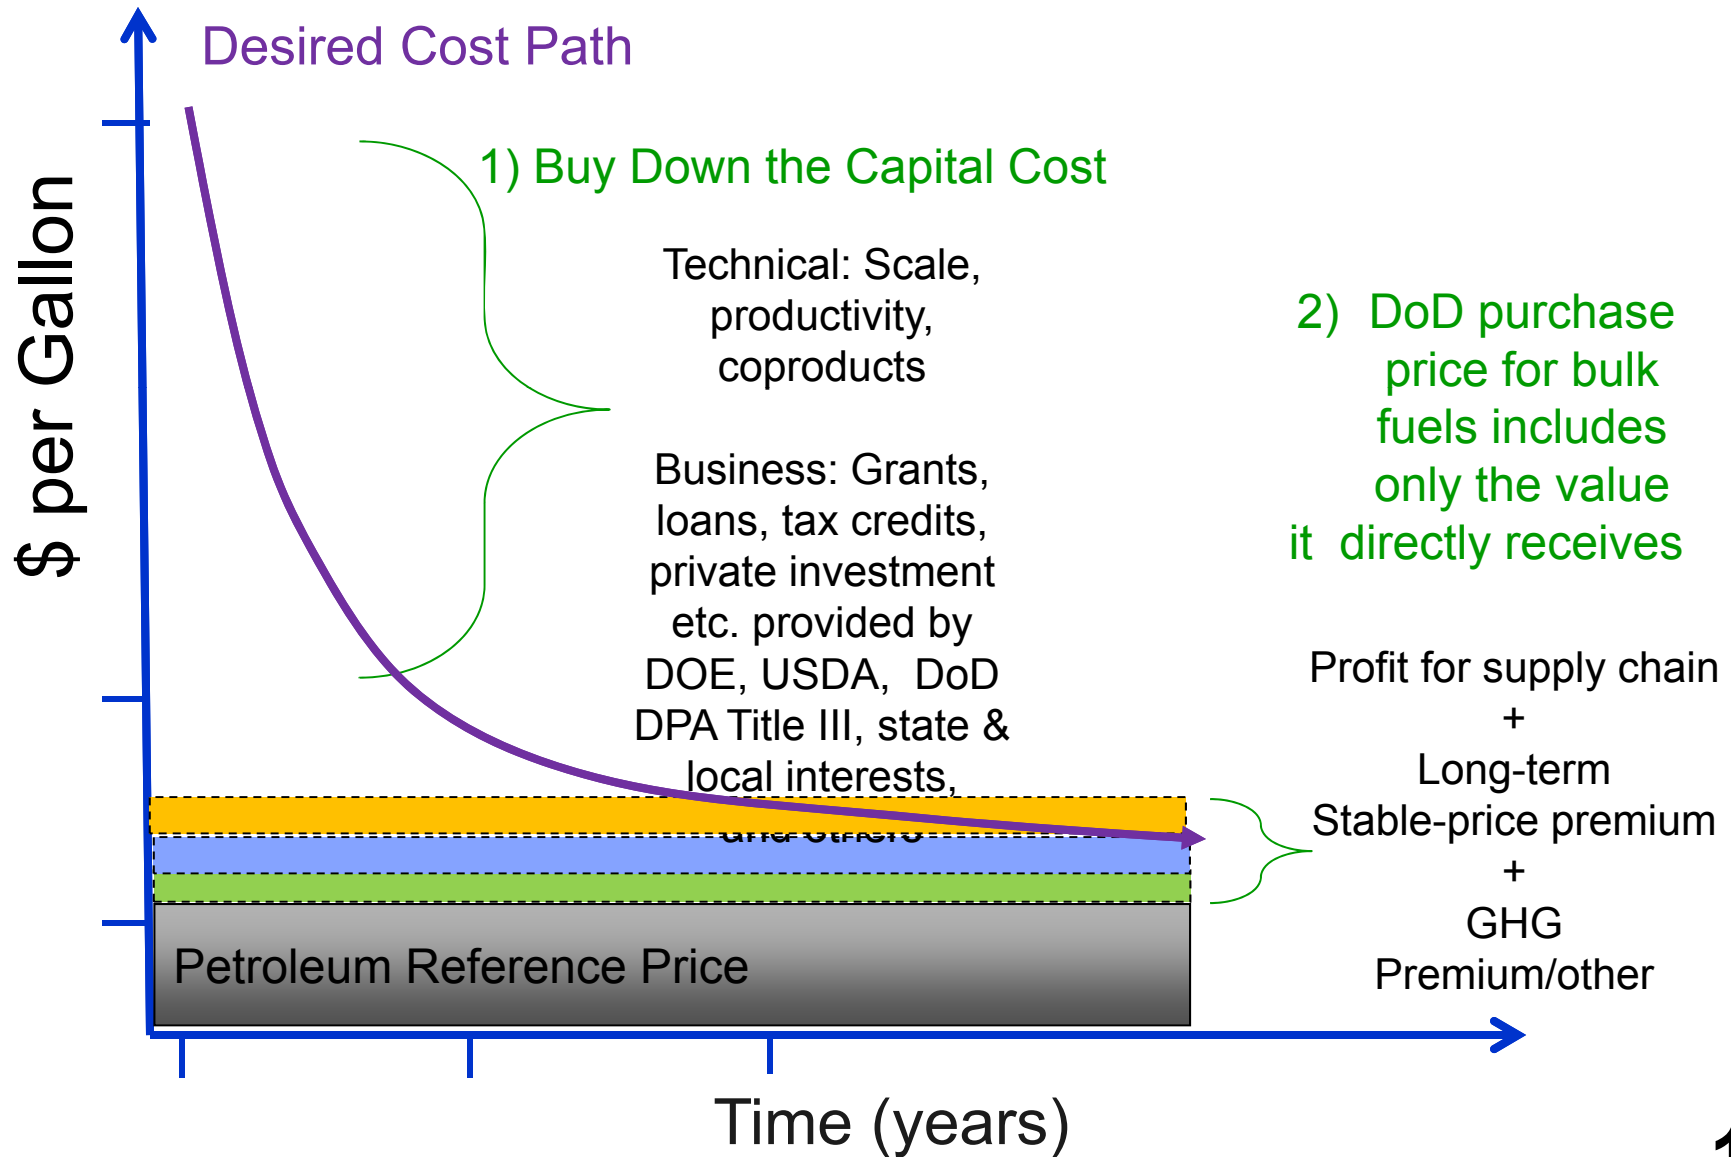 Desired Cost Path
$ per Gallon
1) Buy Down the Capital Cost
Technical: Scale,
productivity,
coproducts
Business: Grants,
loans, tax credits,
private investment
etc. provided by
DOE, USDA, DoD
DPA Title III, state &
local interests,
and others
2) DoD purchase
price for bulk
fuels includes
only the value
it directly receives
Profit for supply chain
+
Long-term
Stable-price premium
+
GHG
Premium/other
Petroleum Reference Price
Time (years)